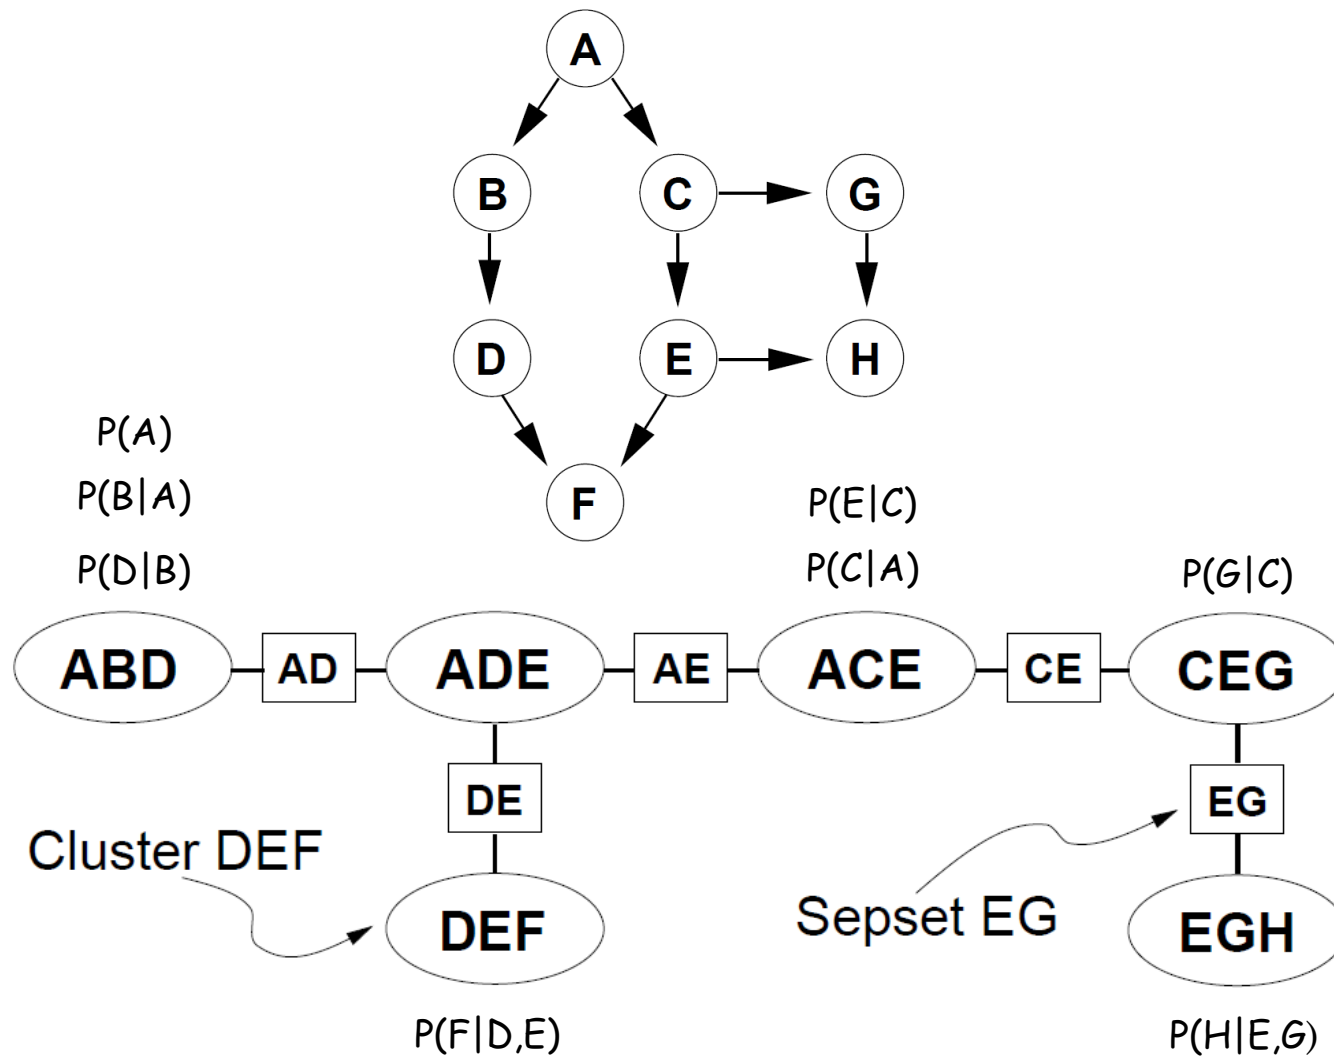 A
B
C
G
D
E
H
F
P(A)
P(B|A)
P(D|B)
P(E|C)
P(C|A)
P(G|C)
ABD
AD
ADE
AE
ACE
CE
CEG
DE
EG
Cluster DEF
Sepset EG
DEF
EGH
P(F|D,E)
P(H|E,G)